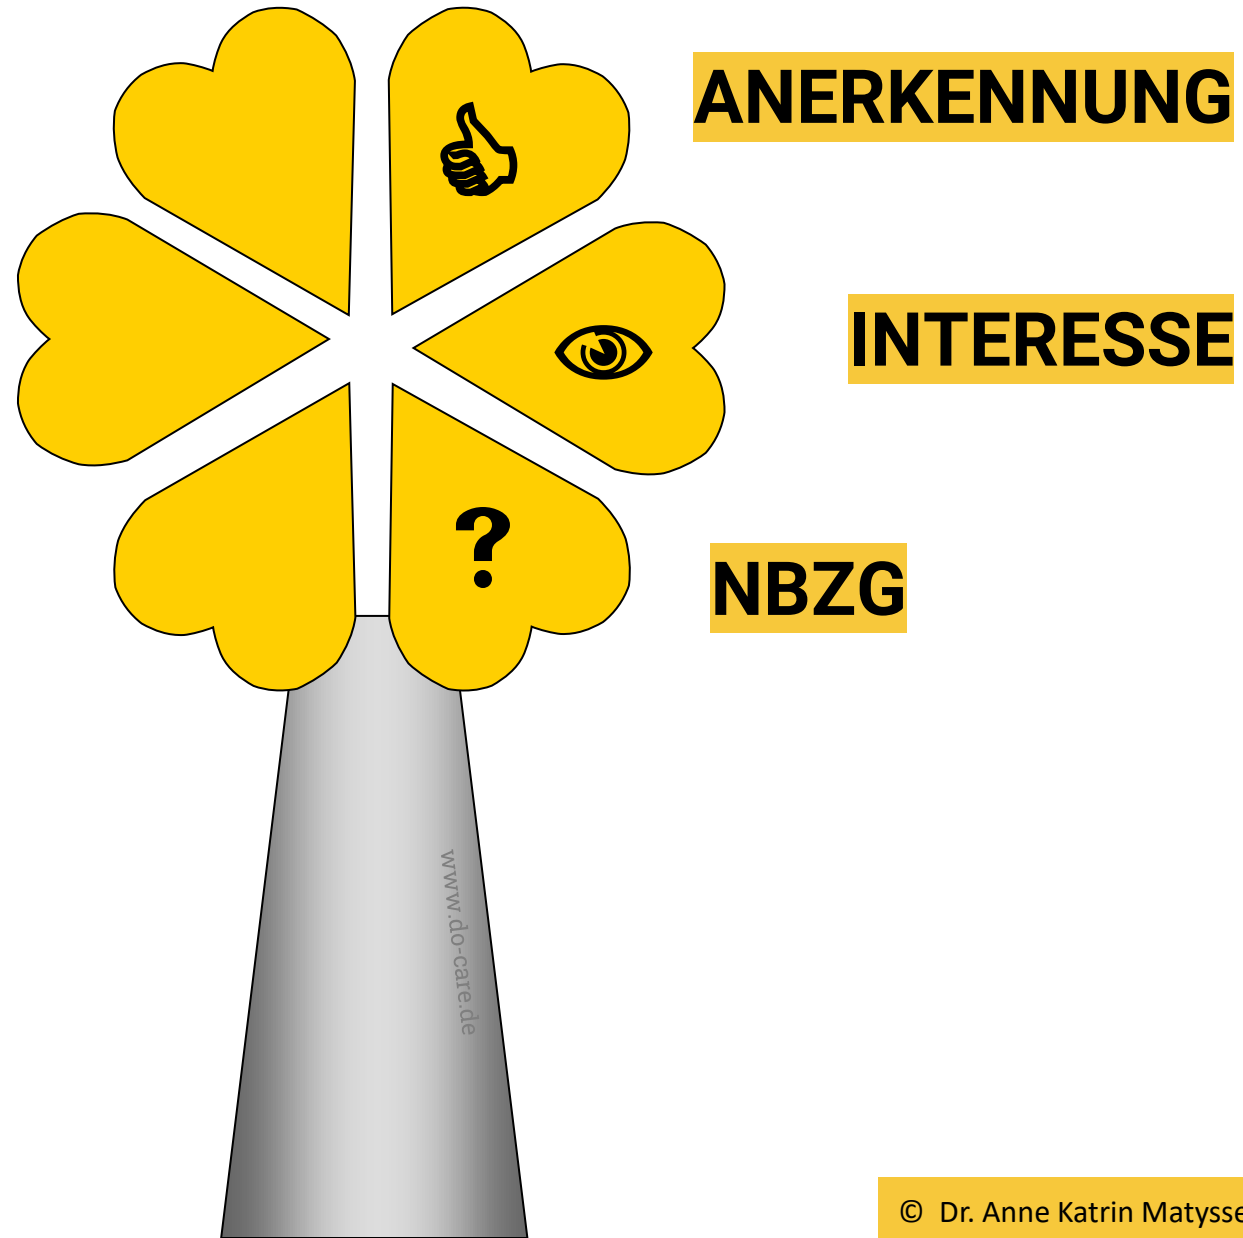 ANERKENNUNG
INTERESSE
?
NBZG
www.do-care.de
© Dr. Anne Katrin Matysse